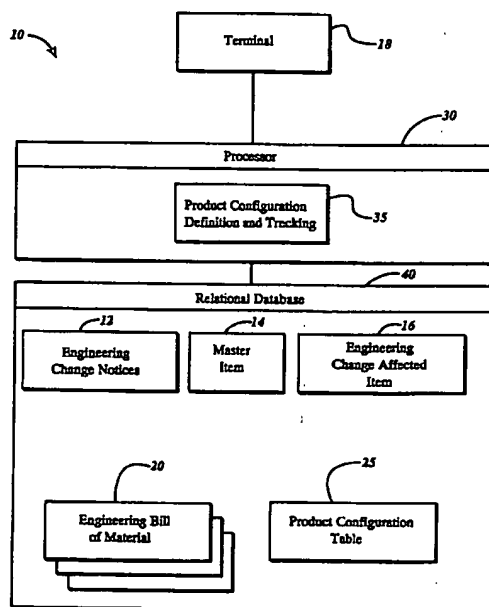 10
Terminal
18
30
Processor
Product Configuration
Definition and Tracking
35
40
Relational Database
12
14
16
Engineering
Change Notices
Master
Item
Engineering
Change Affected
Item
20
25
Engineering Bill
of Material
Product Configuration
Table